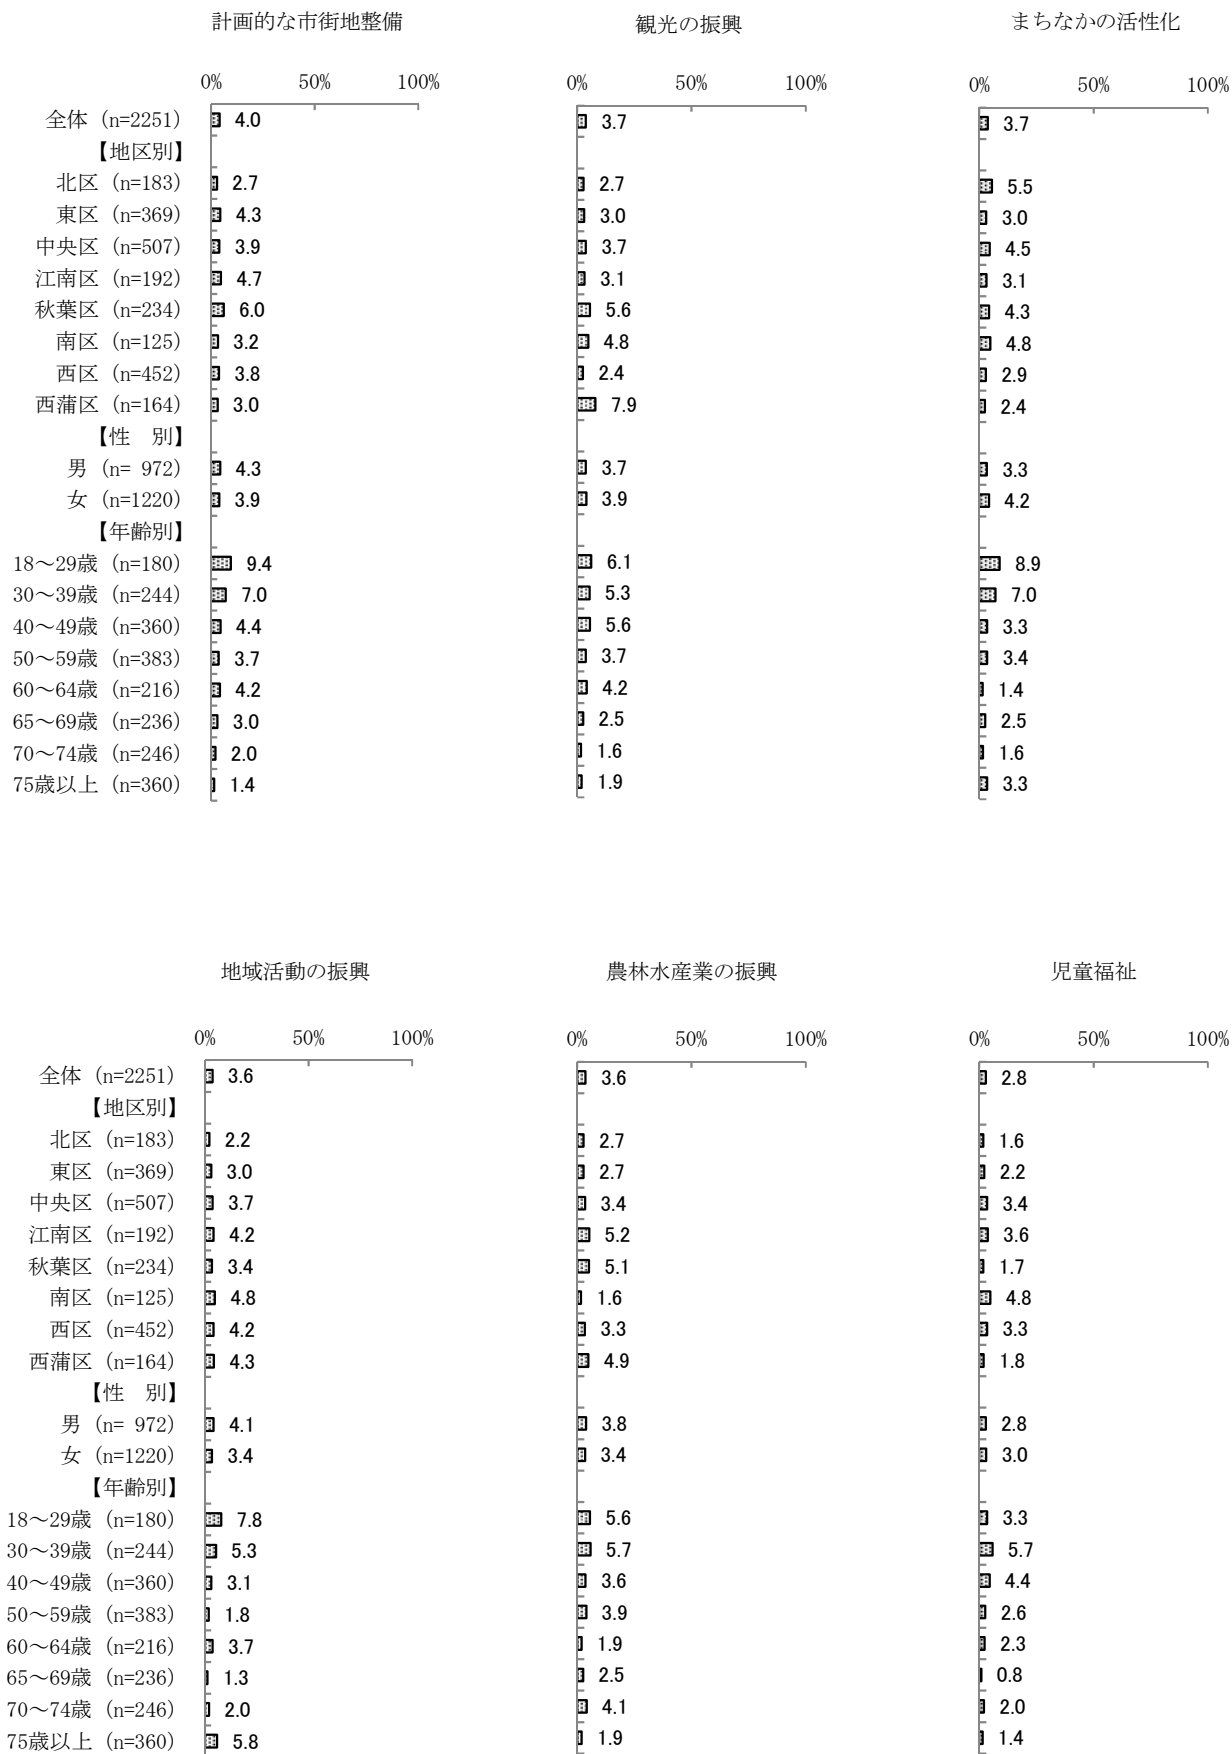 計画的な市街地整備 観光の振興 まちなかの活性化
0% 50% 100% 0% 50% 100% 0% 50% 100%
全体 (n=2251) 4.0 3.7 3.7
【地区別】
北区 (n=183) 2.7 2.7 5.5
東区 (n=369) 4.3 3.0 3.0
中央区 (n=507) 3.9 3.7 4.5
江南区 (n=192) 4.7 3.1 3.1
秋葉区 (n=234) 6.0 5.6 4.3
南区 (n=125) 3.2 4.8 4.8
西区 (n=452) 3.8 2.4 2.9
西蒲区 (n=164) 3.0 7.9 2.4
【性 別】
男 (n= 972) 4.3 3.7 3.3
女 (n=1220) 3.9 3.9 4.2
【年齢別】
18～29歳 (n=180) 9.4 6.1 8.9
30～39歳 (n=244) 7.0 5.3 7.0
40～49歳 (n=360) 4.4 5.6 3.3
50～59歳 (n=383) 3.7 3.7 3.4
60～64歳 (n=216) 4.2 4.2 1.4
65～69歳 (n=236) 3.0 2.5 2.5
70～74歳 (n=246) 2.0 1.6 1.6
75歳以上 (n=360) 1.4 1.9 3.3
地域活動の振興 農林水産業の振興 児童福祉
0% 50% 100% 0% 50% 100% 0% 50% 100%
全体 (n=2251) 3.6 3.6 2.8
【地区別】
北区 (n=183) 2.2 2.7 1.6
東区 (n=369) 3.0 2.7 2.2
中央区 (n=507) 3.7 3.4 3.4
江南区 (n=192) 4.2 5.2 3.6
秋葉区 (n=234) 3.4 5.1 1.7
南区 (n=125) 4.8 1.6 4.8
西区 (n=452) 4.2 3.3 3.3
西蒲区 (n=164) 4.3 4.9 1.8
【性 別】
男 (n= 972) 4.1 3.8 2.8
女 (n=1220) 3.4 3.4 3.0
【年齢別】
18～29歳 (n=180) 7.8 5.6 3.3
30～39歳 (n=244) 5.3 5.7 5.7
40～49歳 (n=360) 3.1 3.6 4.4
50～59歳 (n=383) 1.8 3.9 2.6
60～64歳 (n=216) 3.7 1.9 2.3
65～69歳 (n=236) 1.3 2.5 0.8
70～74歳 (n=246) 2.0 4.1 2.0
75歳以上 (n=360) 5.8 1.9 1.4